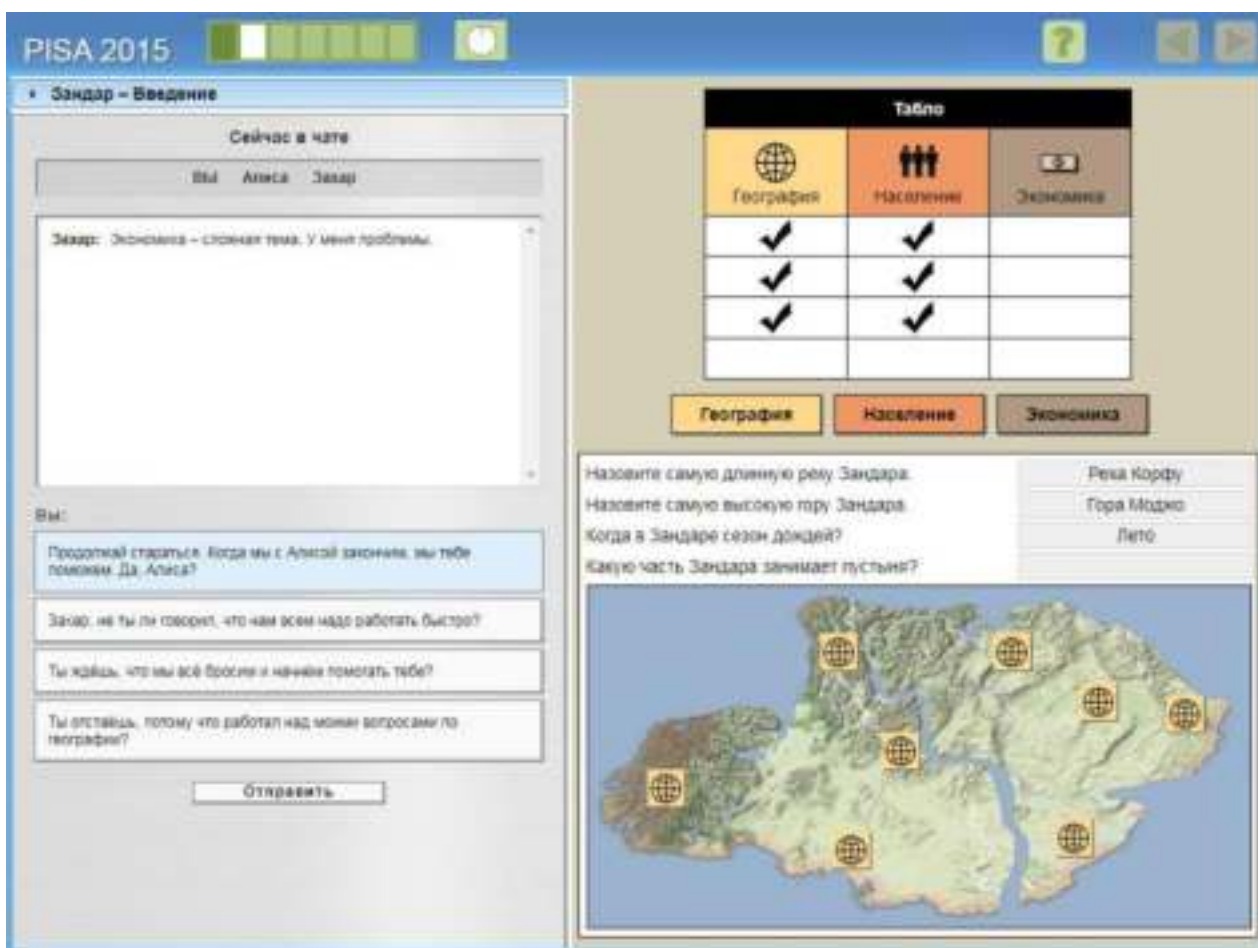 PISA 2015
?
Зандар – Введение
Сейчас в чате
ВЫ Алиса Захар
Захар: Экономика – сложная тема. У меня проблемы.
Вы:
Продолжай стараться. Когда мы с Алисой закончим, мы тебе
поможем. Да, Алиса?
Захар, не ты ли говорил, что нам всем надо работать быстро?
Ты ждёшь, что мы всё бросим и начнём помогать тебе?
Ты отстаёшь, потому что работал над моими вопросами по
географии?
Отправить
Табло
География Население Экономика
География Население Экономика
Назовите самую длинную реку Зандара. Река Корфу
Назовите самую высокую гору Зандара. Гора Моджо
Когда в Зандаре сезон дождей? Лето
Какую часть Зандара занимает пустыня?